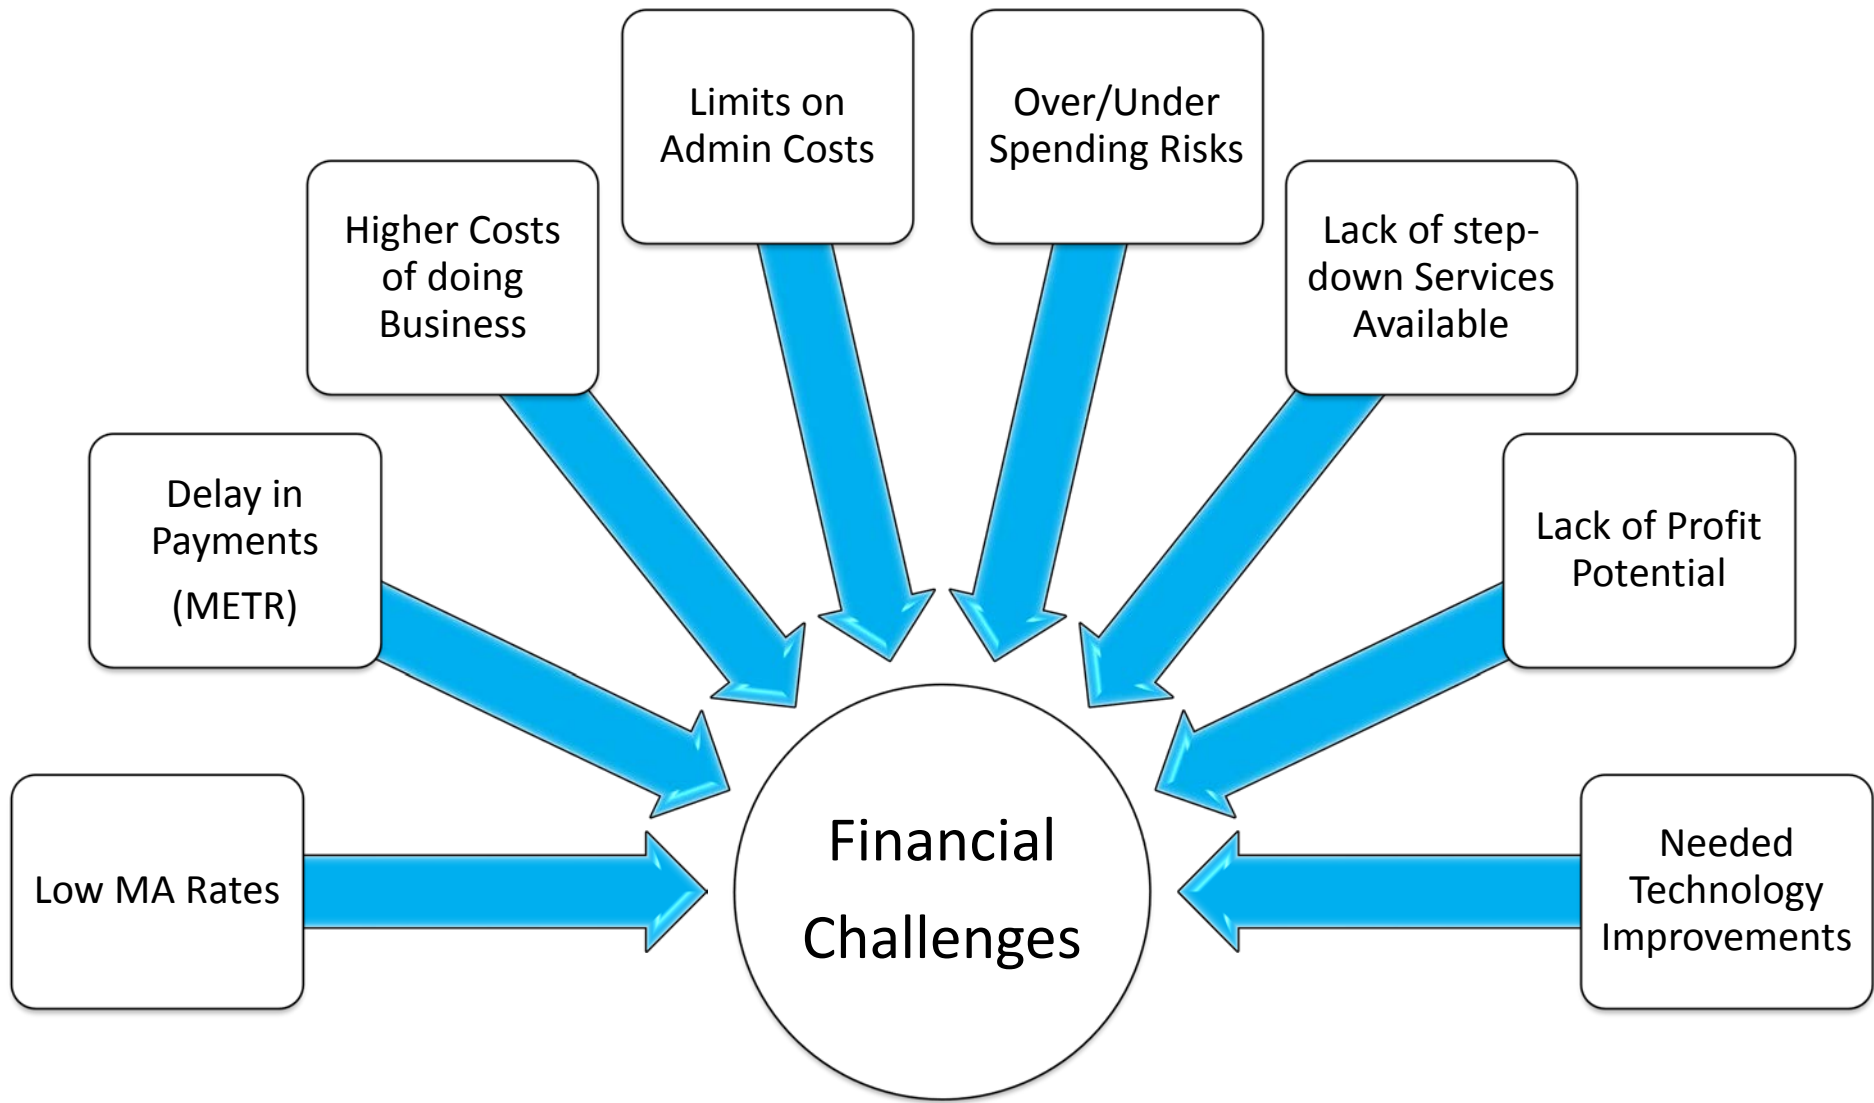 Low MA Rates
Delay in
Payments
(METR)
Higher Costs
of doing
Business
Limits on
Admin Costs
Over/Under
Spending Risks
Lack of step-
down Services
Available
Lack of Profit
Potential
Needed
Technology
Improvements
Financial
Challenges